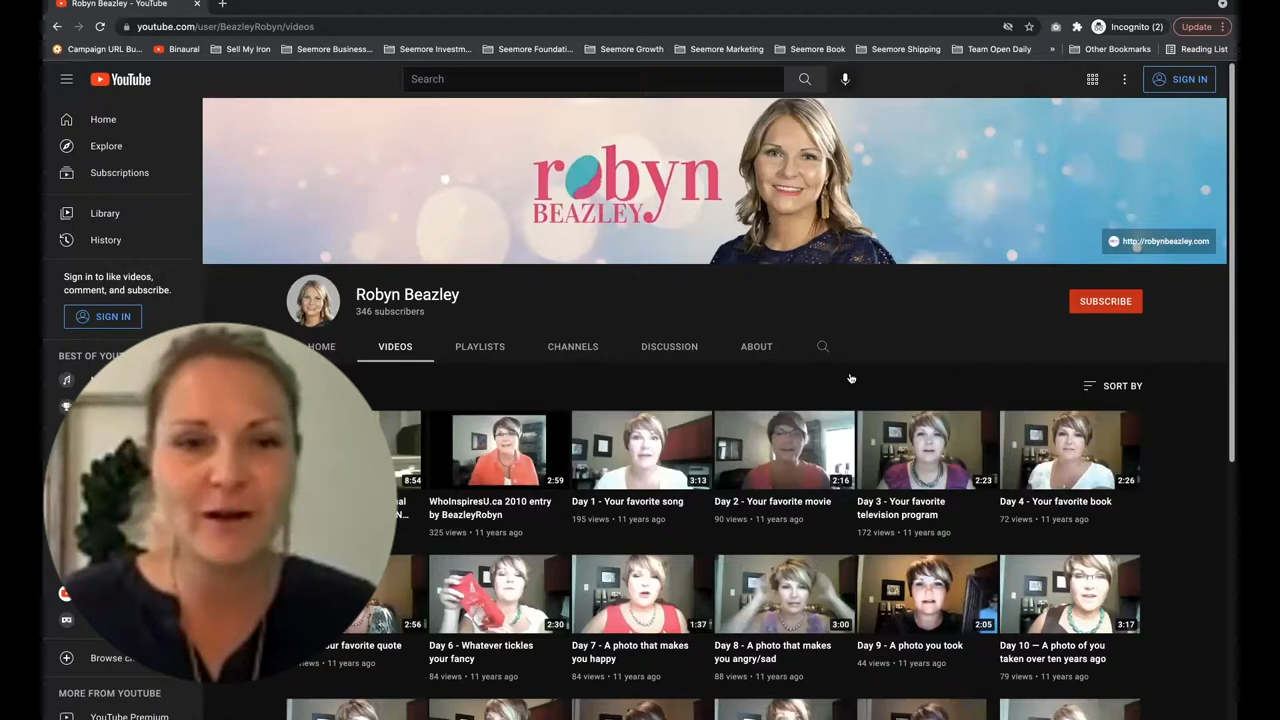 Robyn Beazley - YouTube
youtube.com/user/BeazleyRobyn/videos
Incognito (2)
Update
Campaign URL Bu...
Binaural
Sell My Iron
Seemore Business...
Seemore Investm...
Seemore Foundati...
Seemore Growth
Seemore Marketing
Seemore Book
Seemore Shipping
Team Open Daily
»
Other Bookmarks
Reading List
YouTube
Search
SIGN IN
Home
Explore
Subscriptions
Library
History
Sign in to like videos,
comment, and subscribe.
SIGN IN
BEST OF YOUT
Browse ch
MORE FROM YOUTUBE
YouTube Premium
robyn
BEAZLEY
http://robynbeazley.com
Robyn Beazley
346 subscribers
SUBSCRIBE
HOME
VIDEOS
PLAYLISTS
CHANNELS
DISCUSSION
ABOUT
SORT BY
8:54
2:59
3:13
2:16
2:23
2:26
nal
N...
WhoInspiresU.ca 2010 entry
by BeazleyRobyn
325 views • 11 years ago
Day 1 - Your favorite song
195 views • 11 years ago
Day 2 - Your favorite movie
90 views • 11 years ago
Day 3 - Your favorite
television program
172 views • 11 years ago
Day 4 - Your favorite book
72 views • 11 years ago
2:56
2:30
1:37
3:00
2:05
3:17
ur favorite quote
views • 11 years ago
Day 6 - Whatever tickles
your fancy
84 views • 11 years ago
Day 7 - A photo that makes
you happy
84 views • 11 years ago
Day 8 - A photo that makes
you angry/sad
88 views • 11 years ago
Day 9 - A photo you took
44 views • 11 years ago
Day 10 — A photo of you
taken over ten years ago
79 views • 11 years ago